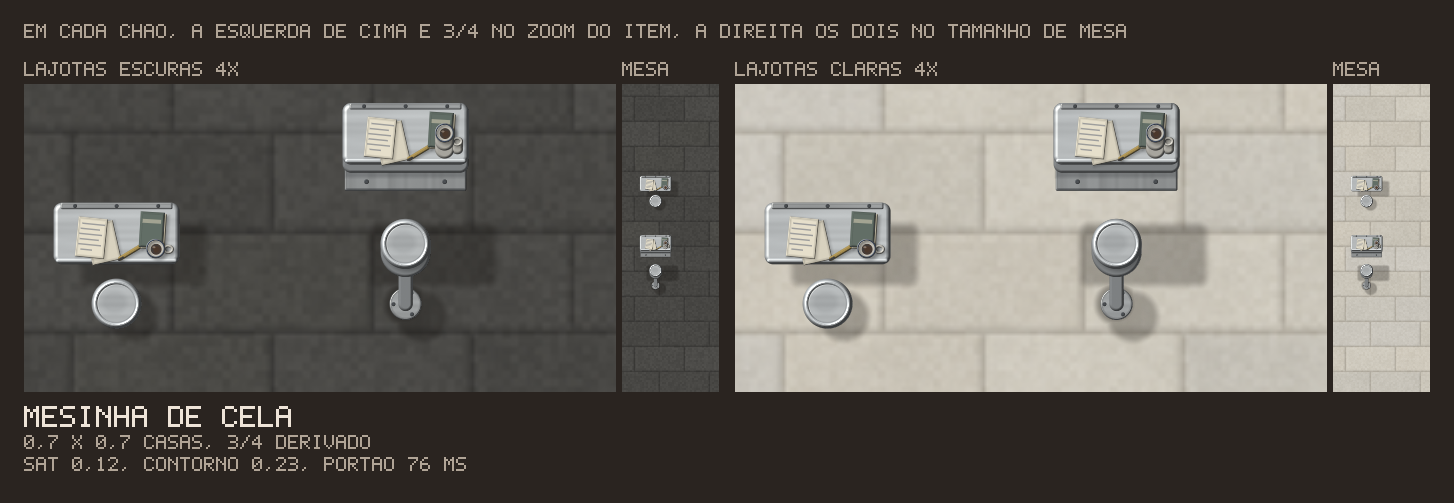 EM CADA CHAO, A ESQUERDA DE CIMA E 3/4 NO ZOOM DO ITEM, A DIREITA OS DOIS NO TAMANHO DE MESA
LAJOTAS ESCURAS 4X
MESA
LAJOTAS CLARAS 4X
MESA
MESINHA DE CELA
0,7 X 0,7 CASAS, 3/4 DERIVADO
SAT 0,12, CONTORNO 0,23, PORTAO 76 MS